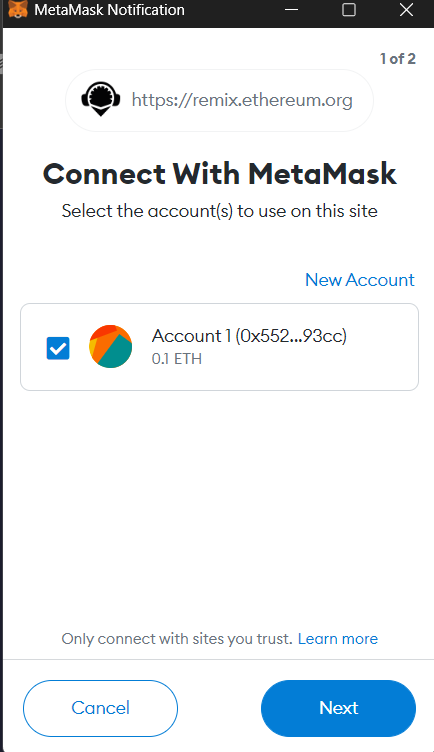 MetaMask Notification
1 of 2
https://remix.ethereum.org
Connect With MetaMask
Select the account(s) to use on this site
New Account
Account 1 (0x552...93cc)
0.1 ETH
Only connect with sites you trust. Learn more
Cancel
Next